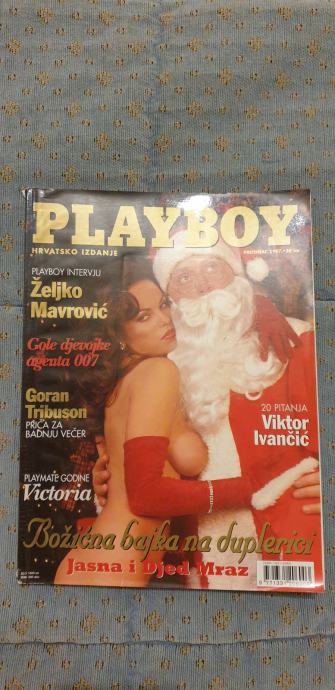 PLAYBOY
HRVATSKO IZDANJE
PROSINAC 1997.
PLAYBOY INTERVJU
Željko
Mavrović
Gole djevojke
agenta 007
Goran
Tribuson
PRIČA ZA
BADNJU VEČER
20 PITANJA
Viktor
Ivančić
PLAYMATE GODINE
Victoria
Božićna bajka na duplerici
Jasna i Djed Mraz